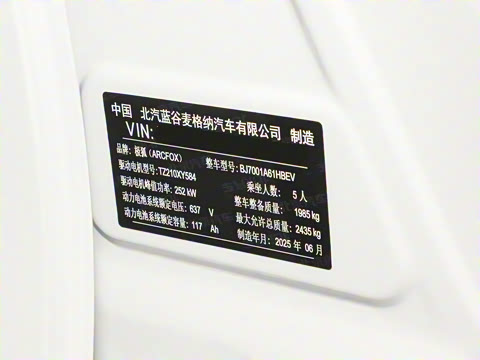 中国 北汽蓝谷麦格纳汽车有限公司 制造
VIN:
品牌：极狐（ARCFOX） 整车型号：BJ7001A61HBEV
驱动电机型号：TZ210XY584 乘坐人数： 5 人
驱动电机峰值功率：252 kW 整车整备质量： 1985 kg
动力电池系统额定电压：637 V 最大允许总质量：2435 kg
动力电池系统额定容量：117 Ah 制造年月：2025 年 06 月